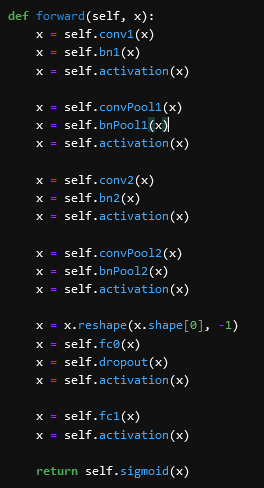 def forward(self, x):
    x = self.conv1(x)
    x = self.bn1(x)
    x = self.activation(x)

    x = self.convPool1(x)
    x = self.bnPool1(x)
    x = self.activation(x)

    x = self.conv2(x)
    x = self.bn2(x)
    x = self.activation(x)

    x = self.convPool2(x)
    x = self.bnPool2(x)
    x = self.activation(x)

    x = x.reshape(x.shape[0], -1)
    x = self.fc0(x)
    x = self.dropout(x)
    x = self.activation(x)

    x = self.fc1(x)
    x = self.activation(x)

    return self.sigmoid(x)